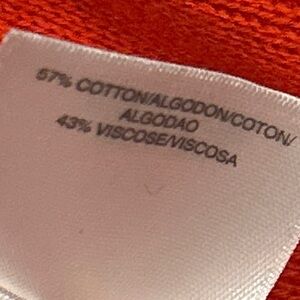 57% COTTON/ALGODON/COTON/
ALGODAO
43% VISCOSE/VISCOSA